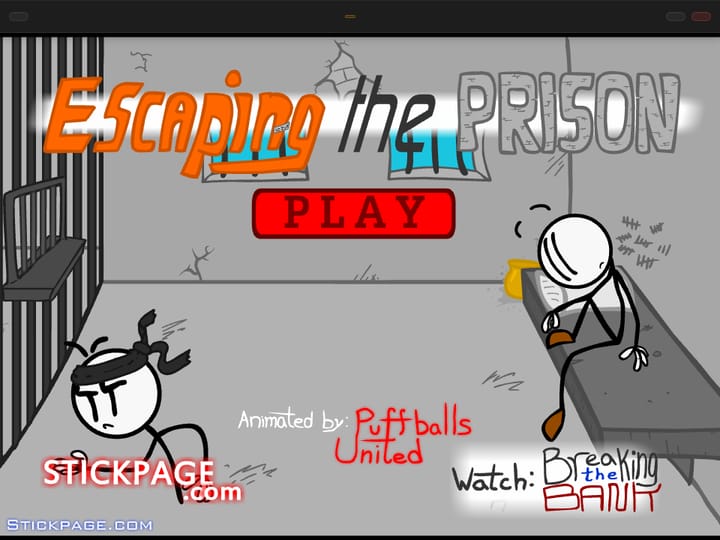 Escaping the PRISON
PLAY
Animated by: Puffballs
United
Watch: Breaking
the
BANK
STICKPAGE
.com
STICKPAGE.COM